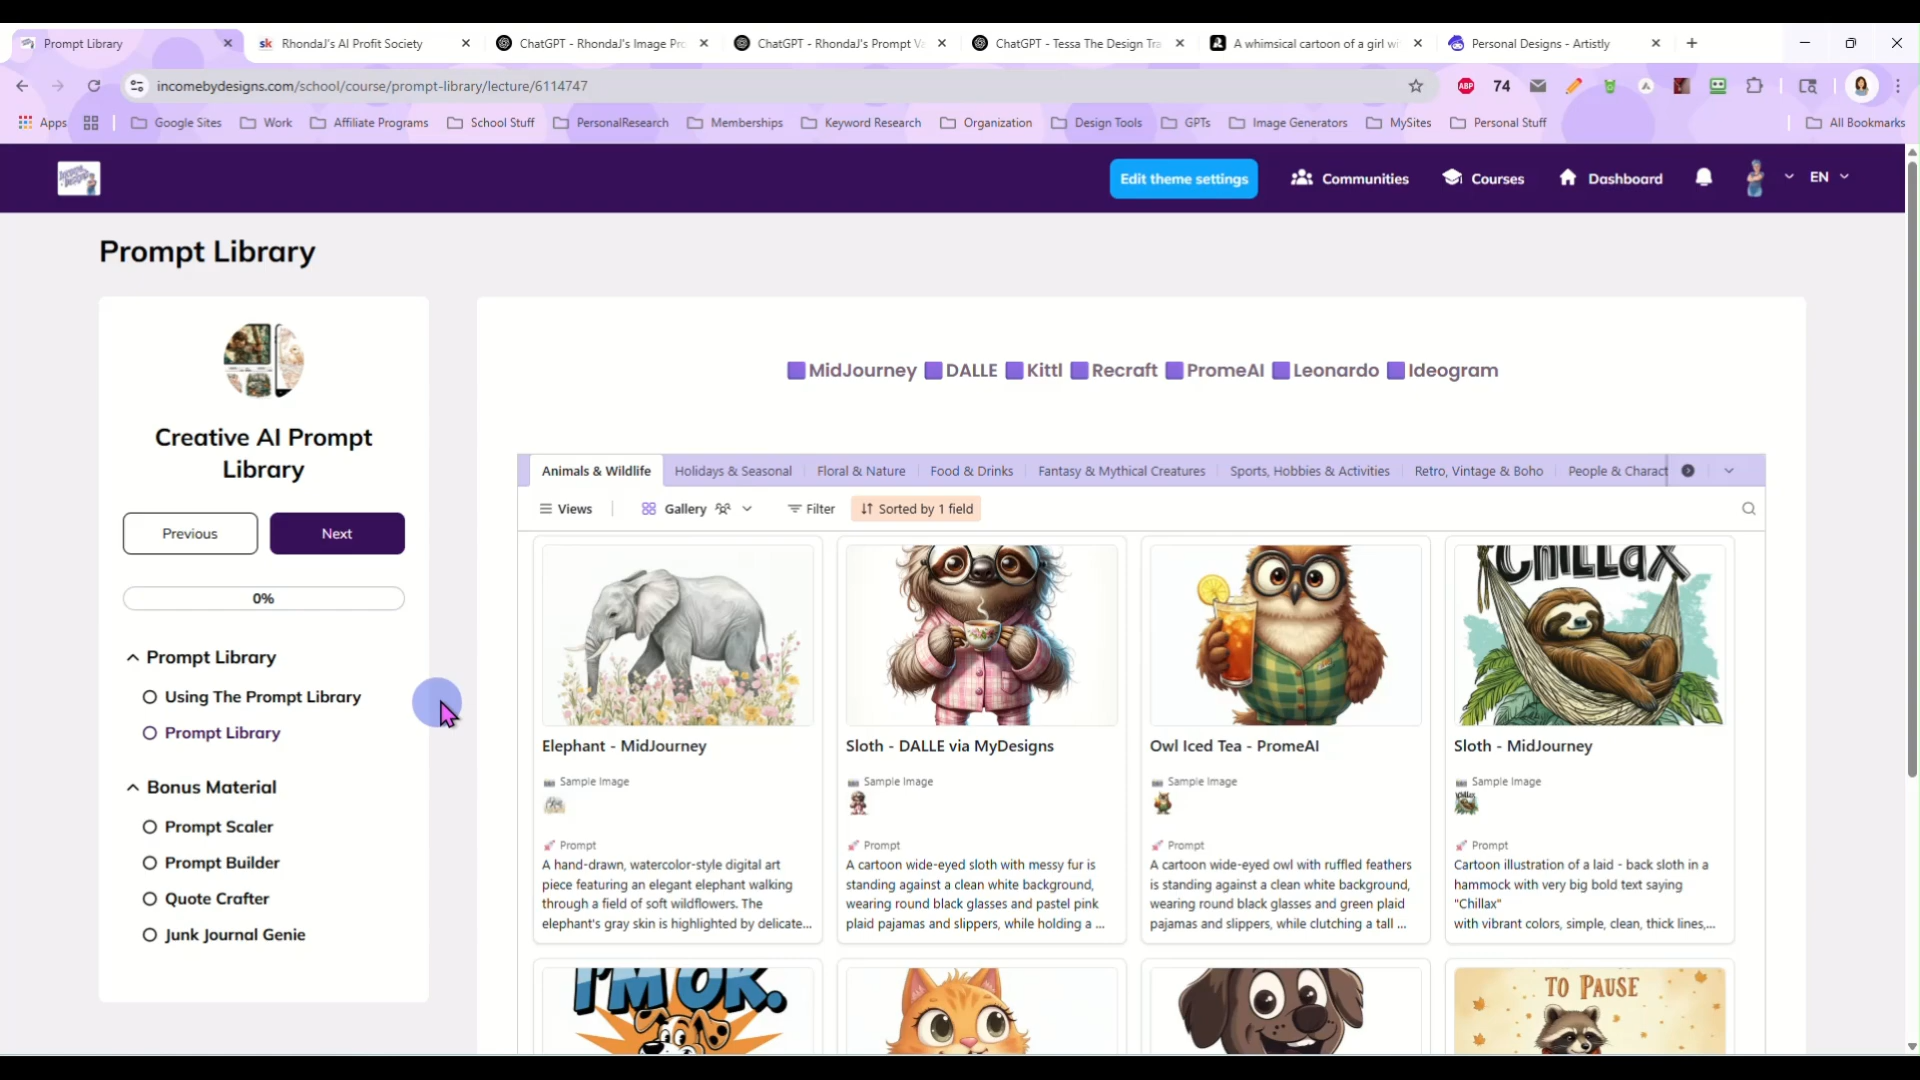 Prompt Library
sk RhondaJ's AI Profit Society
ChatGPT - RhondaJ's Image Pro
ChatGPT - RhondaJ's Prompt Va
ChatGPT - Tessa The Design Tra
A whimsical cartoon of a girl wi
Personal Designs - Artistly
incomebydesigns.com/school/course/prompt-library/lecture/6114747
ABP
74
Apps
Google Sites
Work
Affiliate Programs
School Stuff
PersonalResearch
Memberships
Keyword Research
Organization
Design Tools
GPTs
Image Generators
MySites
Personal Stuff
All Bookmarks
Edit theme settings
Communities
Courses
Dashboard
EN
Prompt Library
Creative AI Prompt
Library
Previous
Next
0%
Prompt Library
Using The Prompt Library
Prompt Library
Bonus Material
Prompt Scaler
Prompt Builder
Quote Crafter
Junk Journal Genie
MidJourney DALLE Kittl Recraft PromeAI Leonardo Ideogram
Animals & Wildlife
Holidays & Seasonal
Floral & Nature
Food & Drinks
Fantasy & Mythical Creatures
Sports, Hobbies & Activities
Retro, Vintage & Boho
People & Charact
Views
Gallery
Filter
Sorted by 1 field
Elephant - MidJourney
Sample Image
Prompt
A hand-drawn, watercolor-style digital art
piece featuring an elegant elephant walking
through a field of soft wildflowers. The
elephant's gray skin is highlighted by delicate...
Sloth - DALLE via MyDesigns
Sample Image
Prompt
A cartoon wide-eyed sloth with messy fur is
standing against a clean white background,
wearing round black glasses and pastel pink
plaid pajamas and slippers, while holding a ...
Owl Iced Tea - PromeAI
Sample Image
Prompt
A cartoon wide-eyed owl with ruffled feathers
is standing against a clean white background,
wearing round black glasses and green plaid
pajamas and slippers, while clutching a tall ...
CHILLAX
Sloth - MidJourney
Sample Image
Prompt
Cartoon illustration of a laid - back sloth in a
hammock with very big bold text saying
"Chillax"
with vibrant colors, simple, clean, thick lines,...
I'M OK.
TO PAUSE